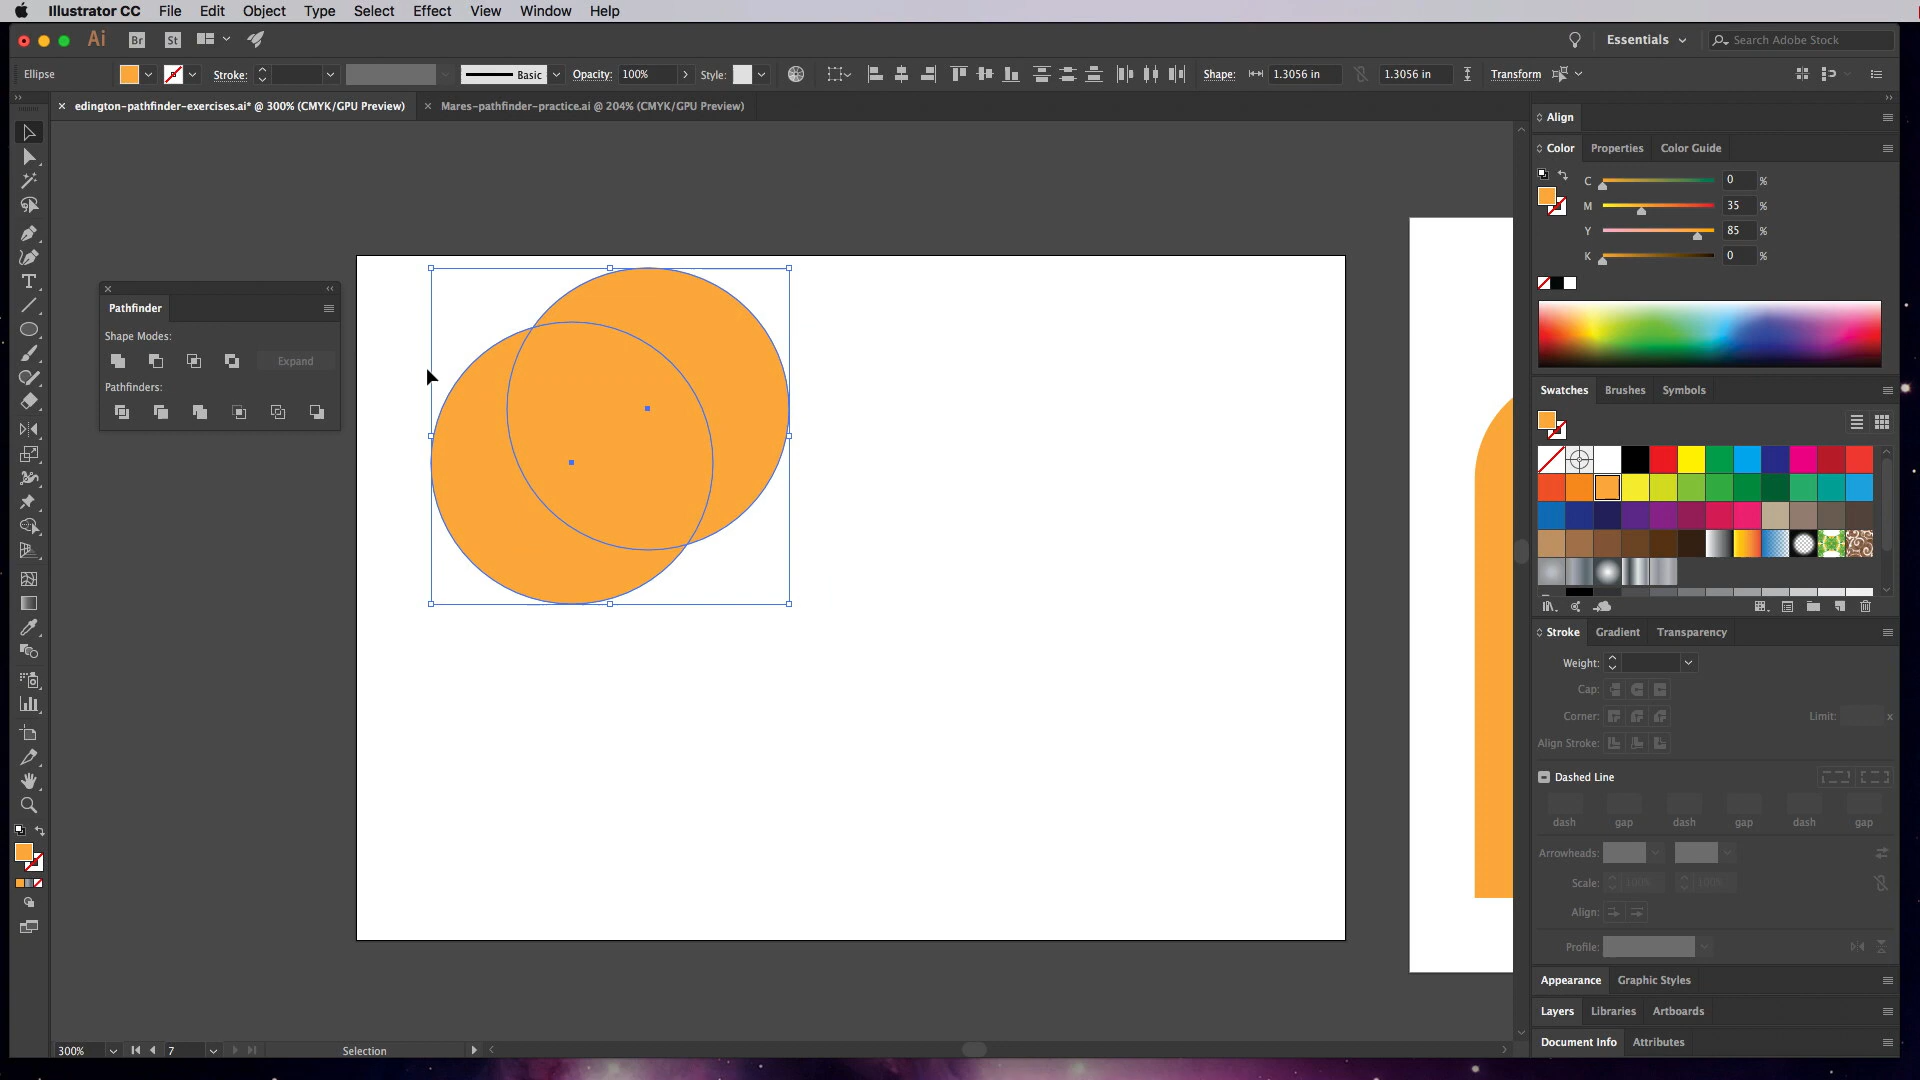 Illustrator CC File Edit Object Type Select Effect View Window Help
Ai Br St Essentials Search Adobe Stock
Ellipse Stroke: Basic Opacity: 100% Style: Shape: 1.3056 in 1.3056 in Transform
edington-pathfinder-exercises.ai* @ 300% (CMYK/GPU Preview) Mares-pathfinder-practice.ai @ 204% (CMYK/GPU Preview)
Align
Color Properties Color Guide
C 0 %
M 35 %
Y 85 %
K 0 %
Pathfinder
Shape Modes:
Expand
Pathfinders:
Swatches Brushes Symbols
Stroke Gradient Transparency
Weight:
Cap:
Corner: Limit: x
Align Stroke:
Dashed Line
dash gap dash gap dash gap
Arrowheads:
Scale: 100% 100%
Align:
Profile:
Appearance Graphic Styles
Layers Libraries Artboards
Document Info Attributes
300% 7 Selection